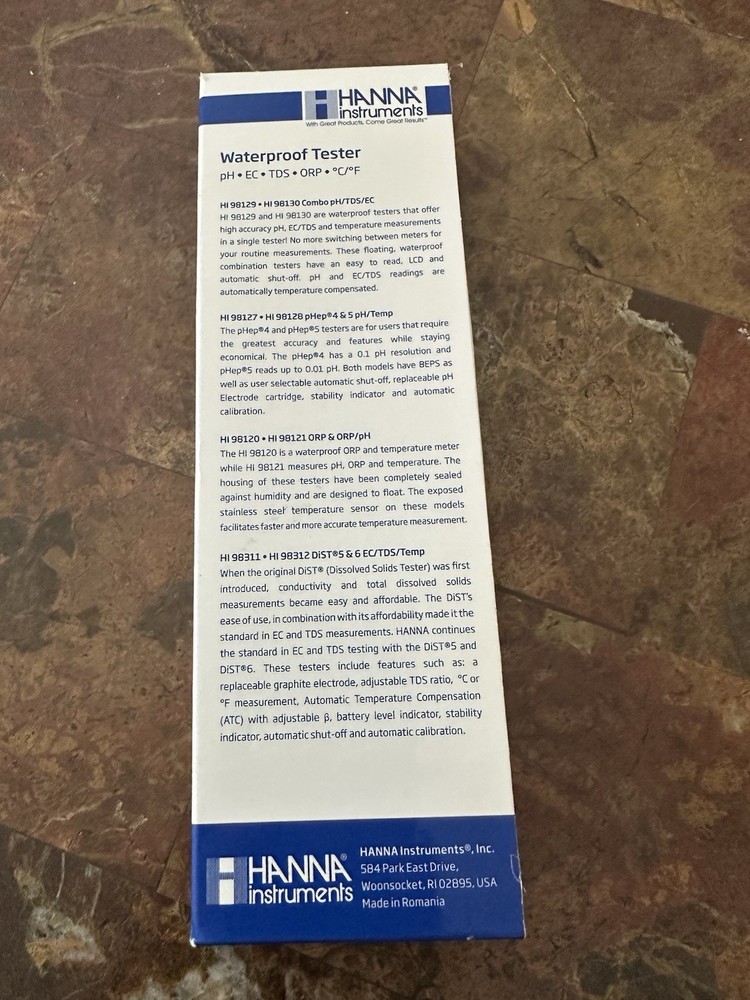 HANNA®
instruments
With Great Products, Come Great Results™
Waterproof Tester
pH • EC • TDS • ORP • °C/°F
HI 98129 • HI 98130 Combo pH/TDS/EC
HI 98129 and HI 98130 are waterproof testers that offer
high accuracy pH, EC/TDS and temperature measurements
in a single tester! No more switching between meters for
your routine measurements. These floating, waterproof
combination testers have an easy to read, LCD and
automatic shut-off. pH and EC/TDS readings are
automatically temperature compensated.
HI 98127 • HI 98128 pHep®4 & 5 pH/Temp
The pHep®4 and pHep®5 testers are for users that require
the greatest accuracy and features while staying
economical. The pHep®4 has a 0.1 pH resolution and
pHep®5 reads up to 0.01 pH. Both models have BEPS as
well as user selectable automatic shut-off, replaceable pH
Electrode cartridge, stability indicator and automatic
calibration.
HI 98120 • HI 98121 ORP & ORP/pH
The HI 98120 is a waterproof ORP and temperature meter
while HI 98121 measures pH, ORP and temperature. The
housing of these testers have been completely sealed
against humidity and are designed to float. The exposed
stainless steel temperature sensor on these models
facilitates faster and more accurate temperature measurement.
HI 98311 • HI 98312 DiST®5 & 6 EC/TDS/Temp
When the original DiST® (Dissolved Solids Tester) was first
introduced, conductivity and total dissolved solids
measurements became easy and affordable. The DiST's
ease of use, in combination with its affordability made it the
standard in EC and TDS measurements. HANNA continues
the standard in EC and TDS testing with the DiST®5 and
DiST®6. These testers include features such as: a
replaceable graphite electrode, adjustable TDS ratio, °C or
°F measurement, Automatic Temperature Compensation
(ATC) with adjustable β, battery level indicator, stability
indicator, automatic shut-off and automatic calibration.
HANNA®
instruments
HANNA Instruments®, Inc.
584 Park East Drive,
Woonsocket, RI 02895, USA
Made in Romania